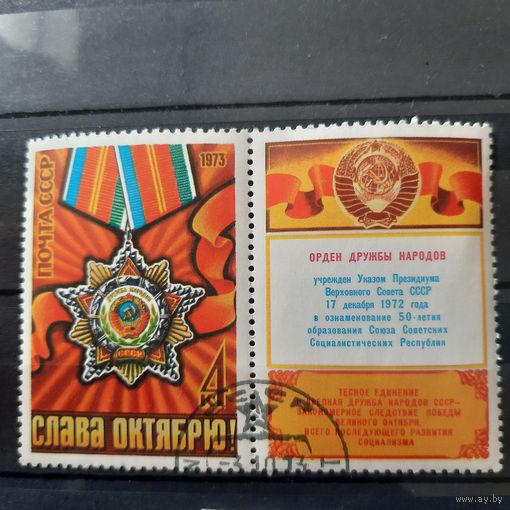 ПОЧТА СССР
1973
СССР
4
к
СЛАВА ОКТЯБРЮ!
ОРДЕН ДРУЖБЫ НАРОДОВ
учрежден Указом Президиума
Верховного Совета СССР
17 декабря 1972 года
в ознаменование 50-летия
образования Союза Советских
Социалистических Республик
ТЕСНОЕ ЕДИНЕНИЕ
КРЕПНАЯ ДРУЖБА НАРОДОВ СССР-
ЗАКОНОМЕРНОЕ СЛЕДСТВИЕ ПОБЕДЫ
ВЕЛИКОГО ОКТЯБРЯ,
ВСЕГО ПОСЛЕДУЮЩЕГО РАЗВИТИЯ
СОЦИАЛИЗМА
www.ay.by